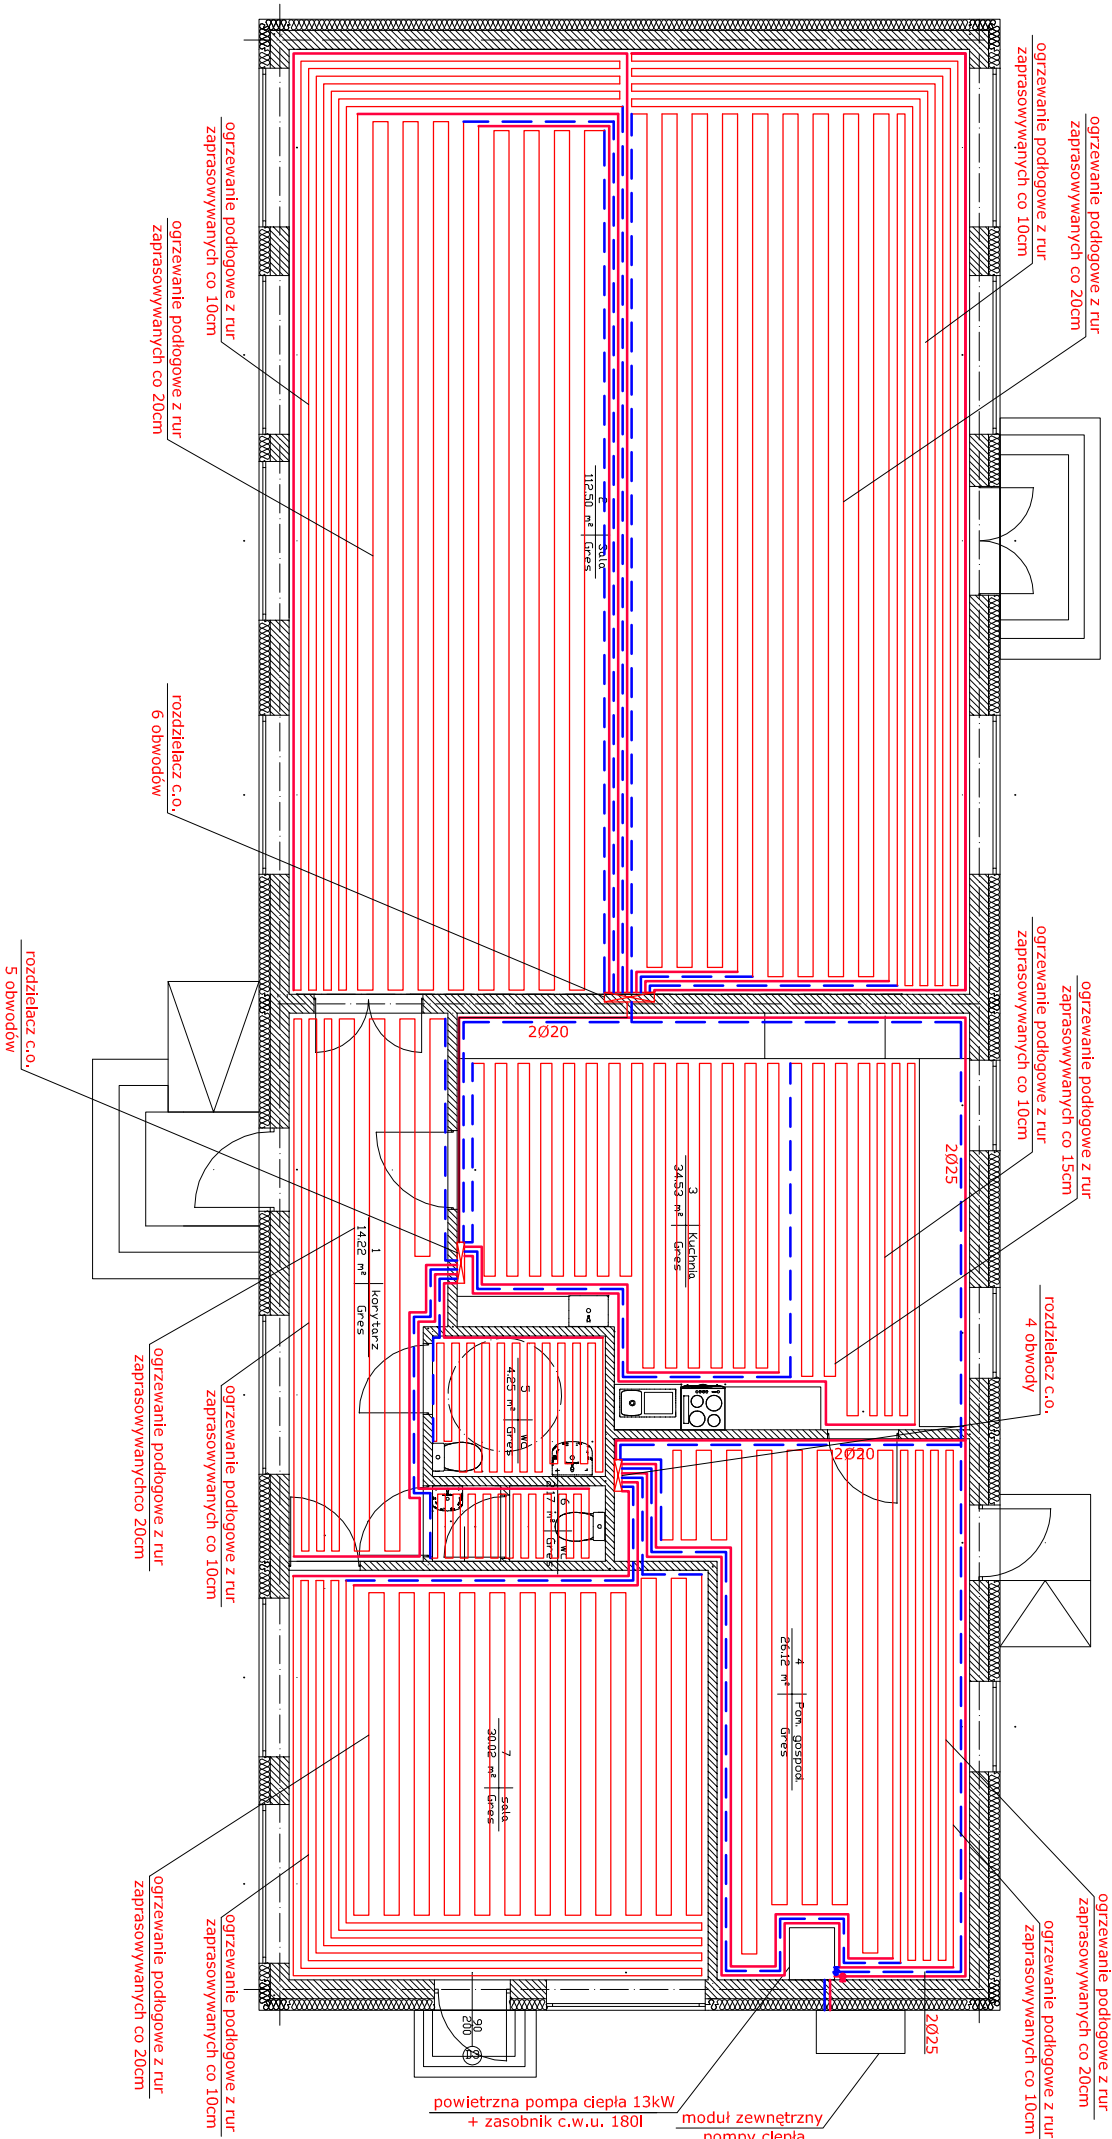 ogrzewanie podłogowe z rur
zaprasowywanych co 20cm
ogrzewanie podłogowe z rur
zaprasowywanych co 10cm
ogrzewanie podłogowe z rur
zaprasowywanych co 10cm
ogrzewanie podłogowe z rur
zaprasowywanych co 20cm
2 Sala
112.50 m² Gres
rozdzielacz c.o.
6 obwodów
ogrzewanie podłogowe z rur
zaprasowywanych co 15cm
ogrzewanie podłogowe z rur
zaprasowywanych co 10cm
rozdzielacz c.o.
5 obwodów
2Ø20
2Ø25
3 Kuchnia
34.53 m² Gres
1 korytarz
14.22 m² Gres
rozdzielacz c.o.
4 obwody
5 wc
4.25 m² Gres
6 wc
m² Gres
2Ø20
ogrzewanie podłogowe z rur
zaprasowywanychco 20cm
ogrzewanie podłogowe z rur
zaprasowywanych co 10cm
4 Pom. gospod.
26.12 m² Gres
7 sala
30.02 m² Gres
ogrzewanie podłogowe z rur
zaprasowywanych co 20cm
ogrzewanie podłogowe z rur
zaprasowywanych co 10cm
ogrzewanie podłogowe z rur
zaprasowywanych co 20cm
ogrzewanie podłogowe z rur
zaprasowywanych co 10cm
90
200
2Ø25
powietrzna pompa ciepła 13kW
+ zasobnik c.w.u. 180l
moduł zewnętrzny
pompy ciepła